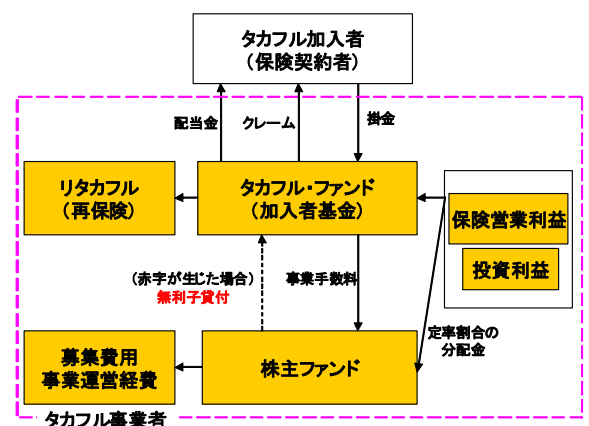 タカフル加入者
(保険契約者)
配当金
クレーム
掛金
リタカフル
(再保険)
タカフル・ファンド
(加入者基金)
保険営業利益
投資利益
(赤字が生じた場合)
無利子貸付
事業手数料
定率割合の
分配金
募集費用
事業運営経費
株主ファンド
タカフル事業者